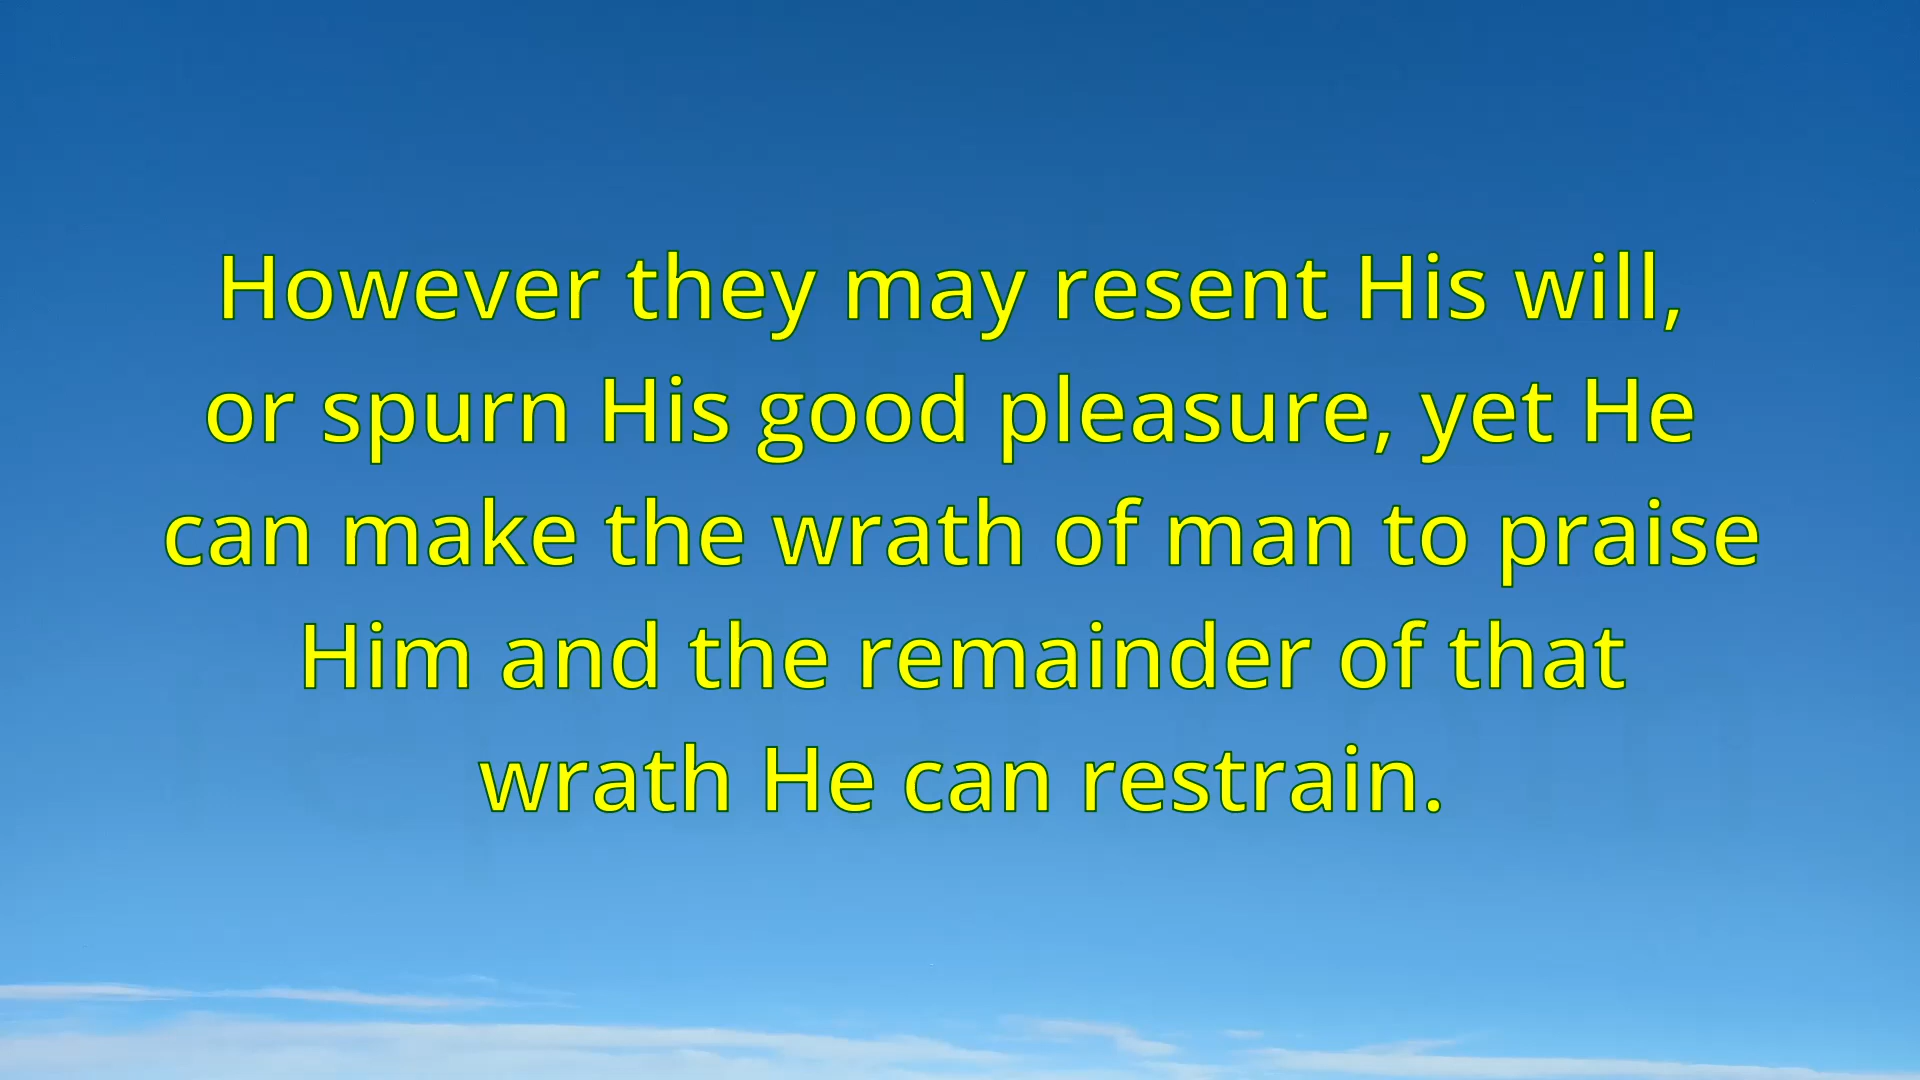 However they may resent His will,
or spurn His good pleasure, yet He
can make the wrath of man to praise
Him and the remainder of that
wrath He can restrain.